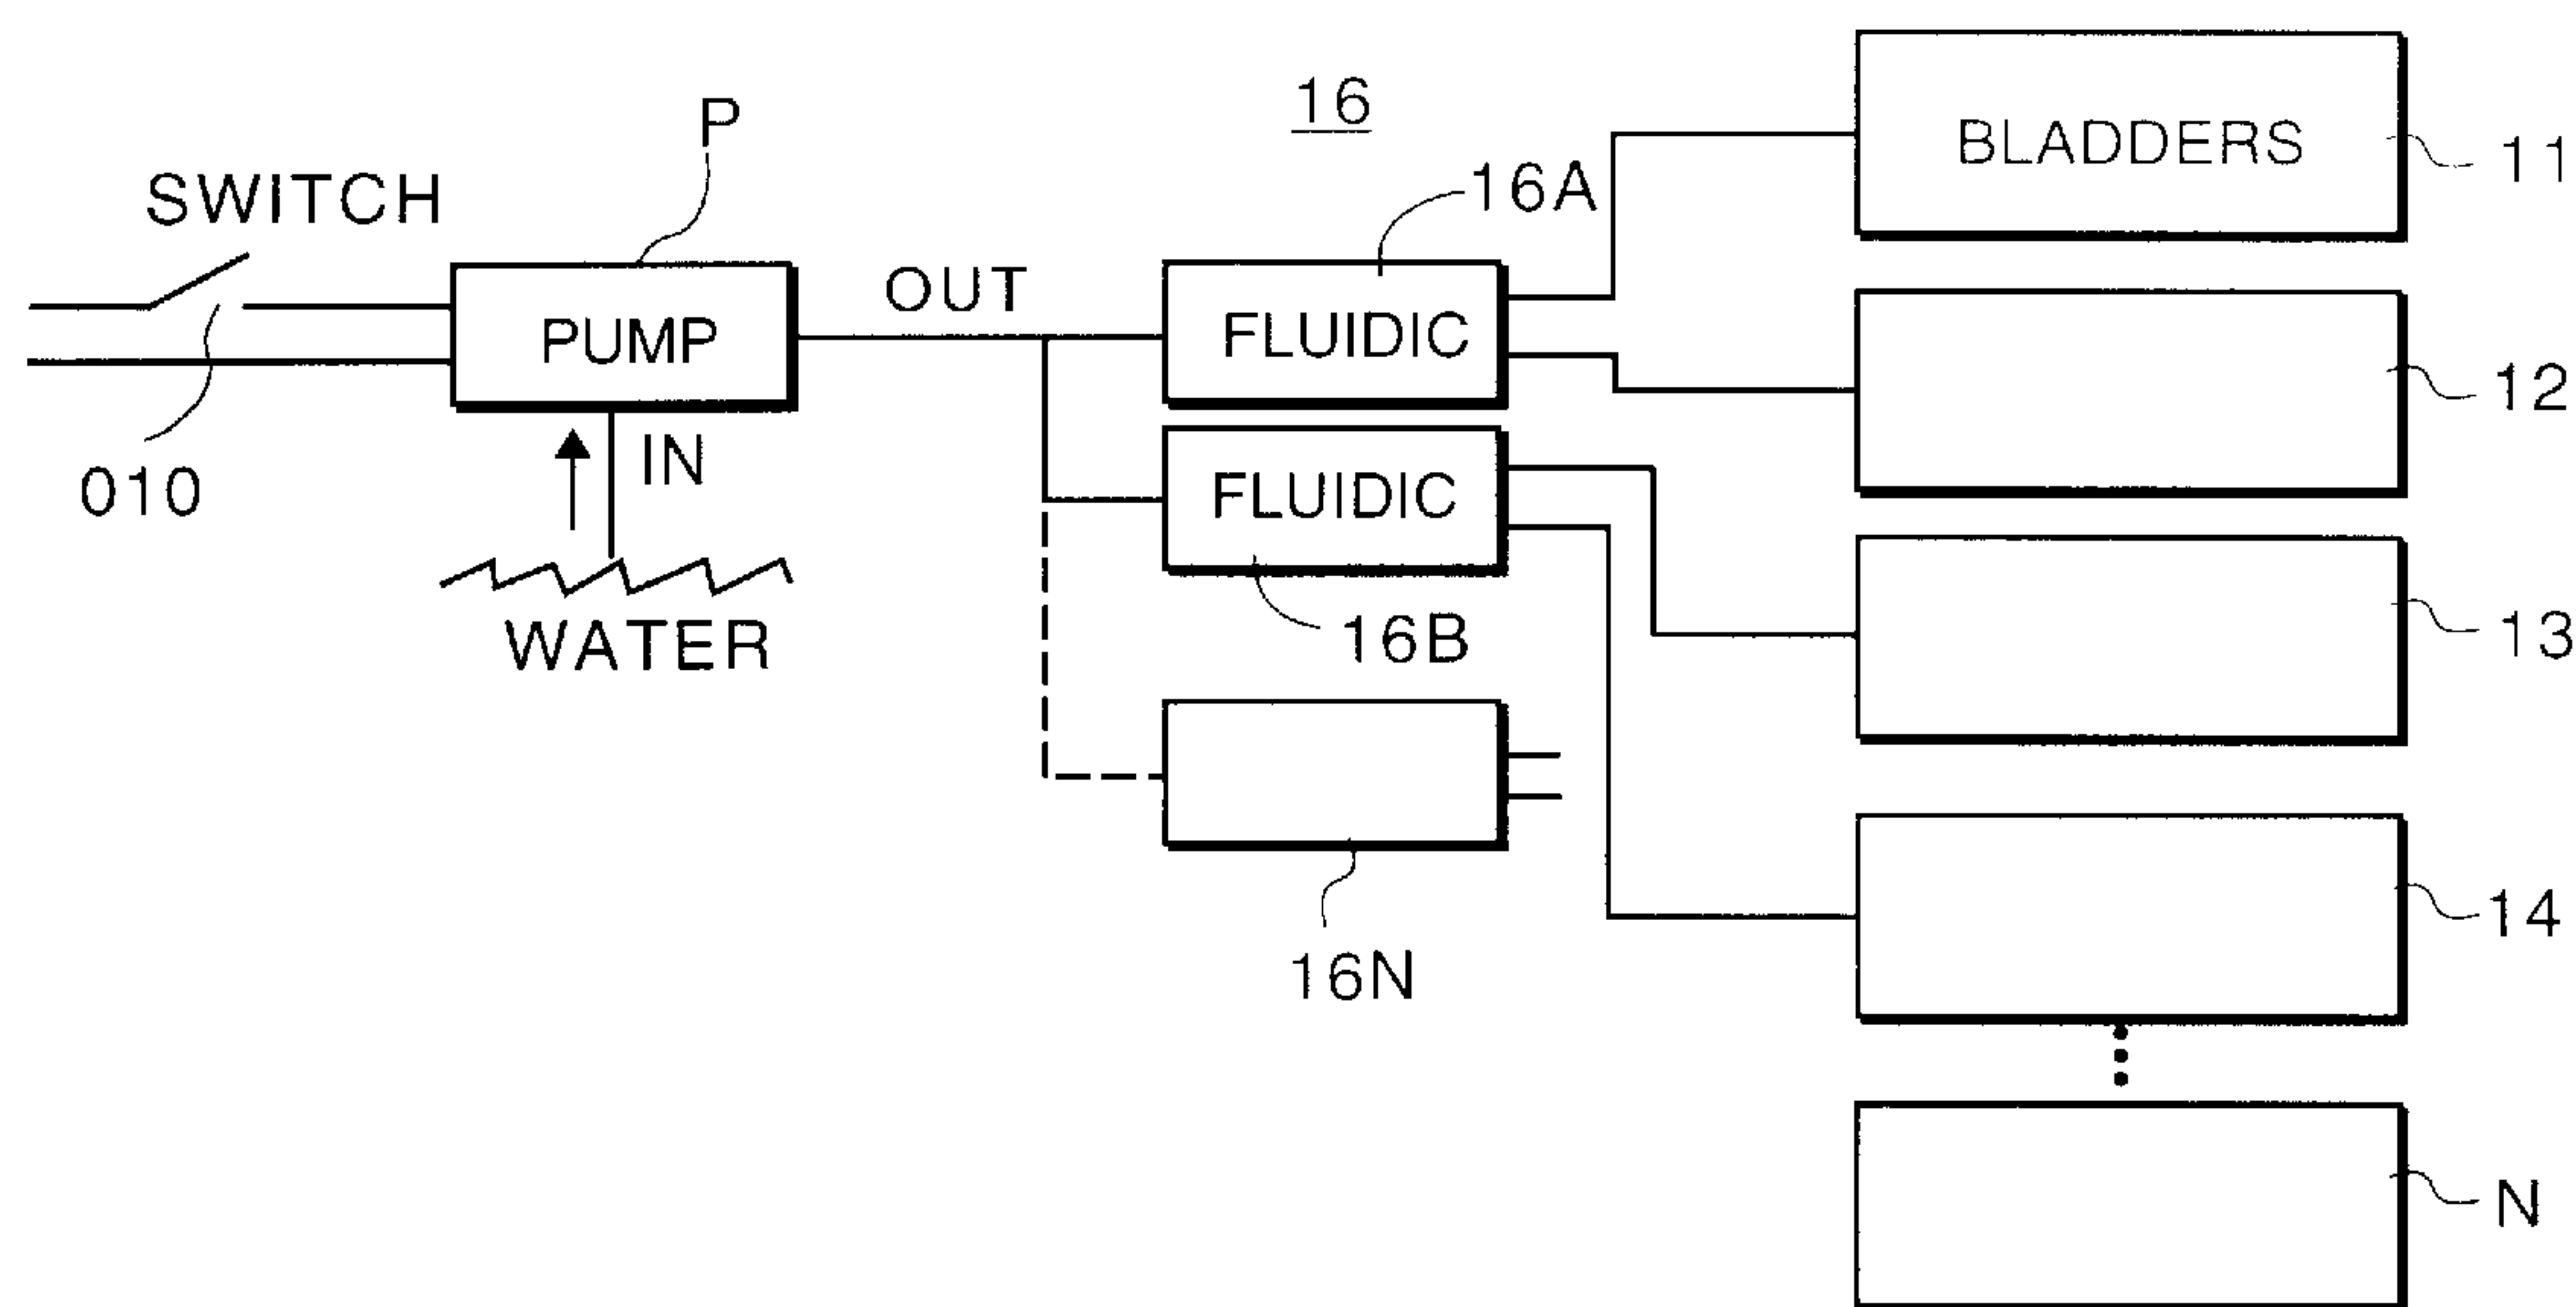 16
P
SWITCH
BLADDERS
11
16A
OUT
PUMP
FLUIDIC
12
IN
010
FLUIDIC
WATER
16B
13
14
16N
N